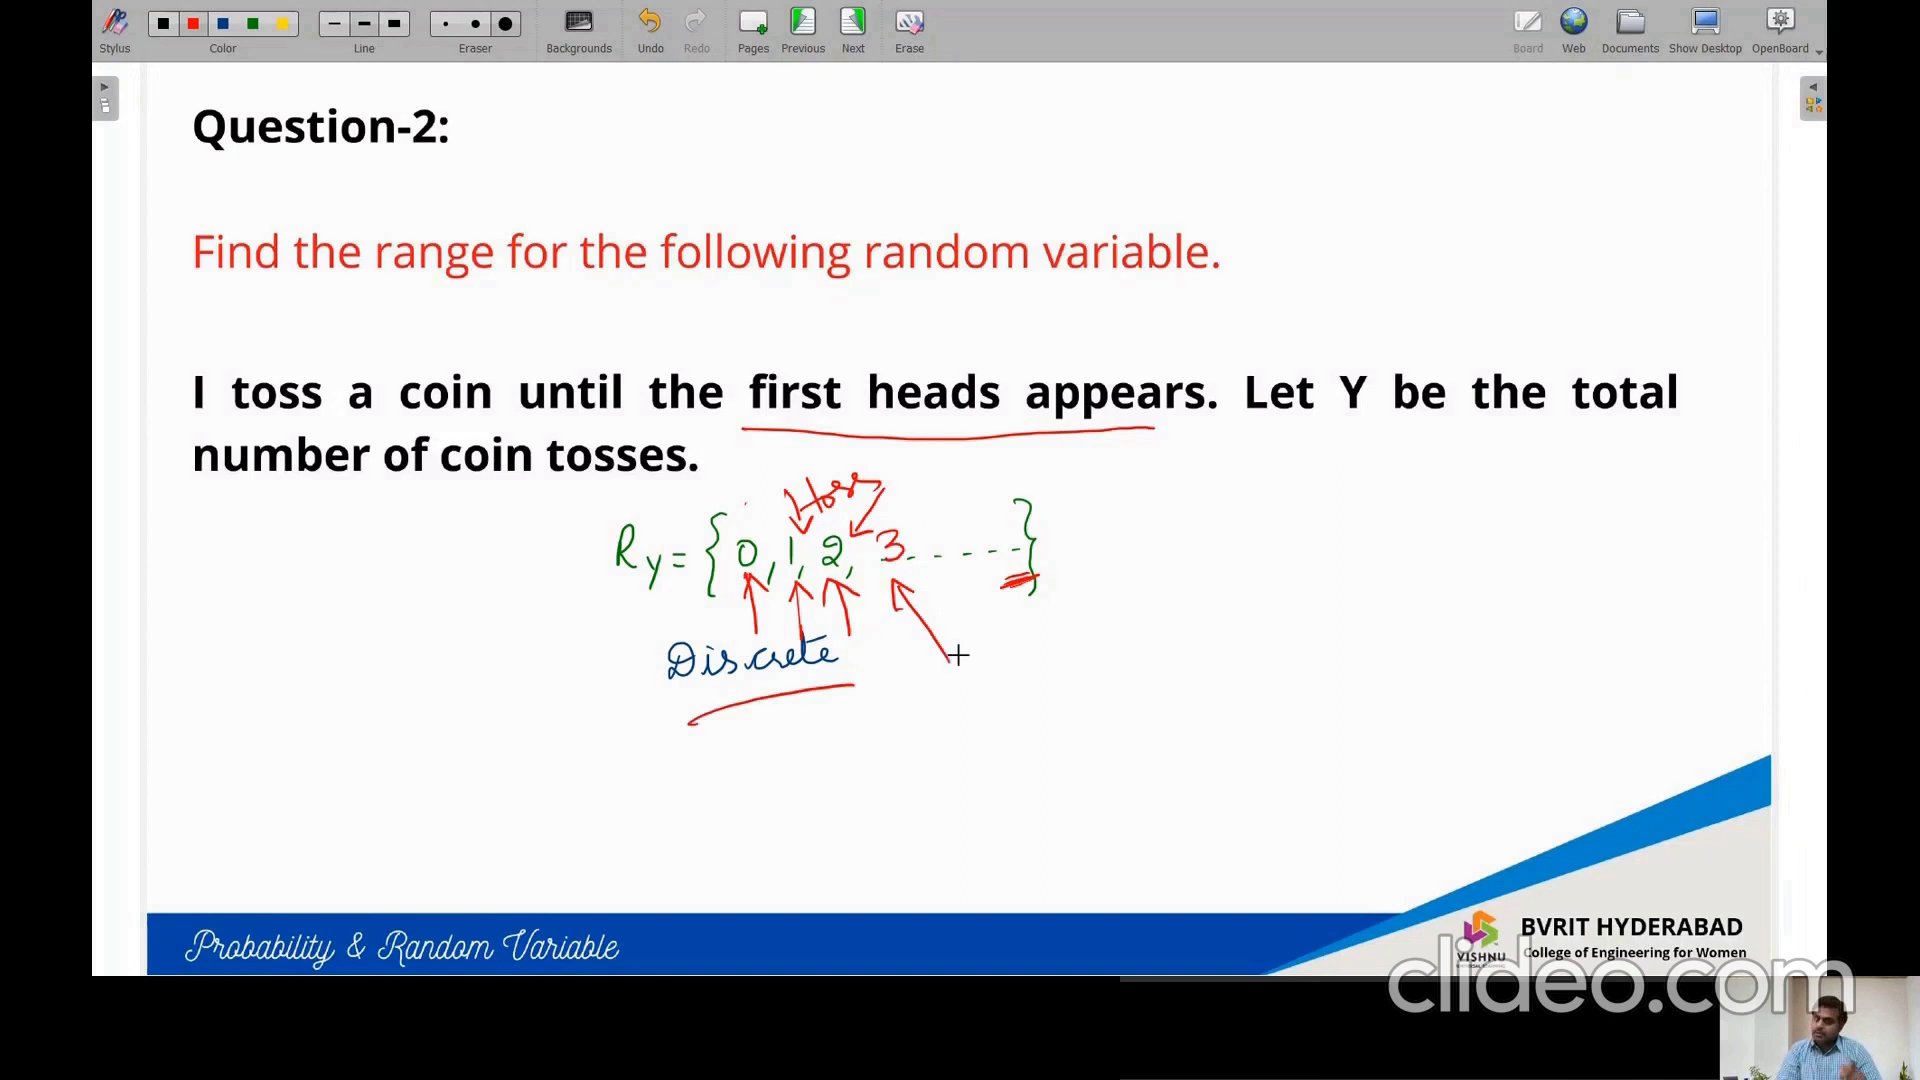 Stylus Color Line Eraser Backgrounds Undo Redo Pages Previous Next Erase Board Web Documents Show Desktop OpenBoard
Question-2:
Find the range for the following random variable.
I toss a coin until the first heads appears. Let Y be the total
number of coin tosses.
Hoss
R_Y = { 0, 1, 2, 3 - - - - - }
Discrete
Probability & Random Variable
VISHNU
BVRIT HYDERABAD
College of Engineering for Women
clideo.com